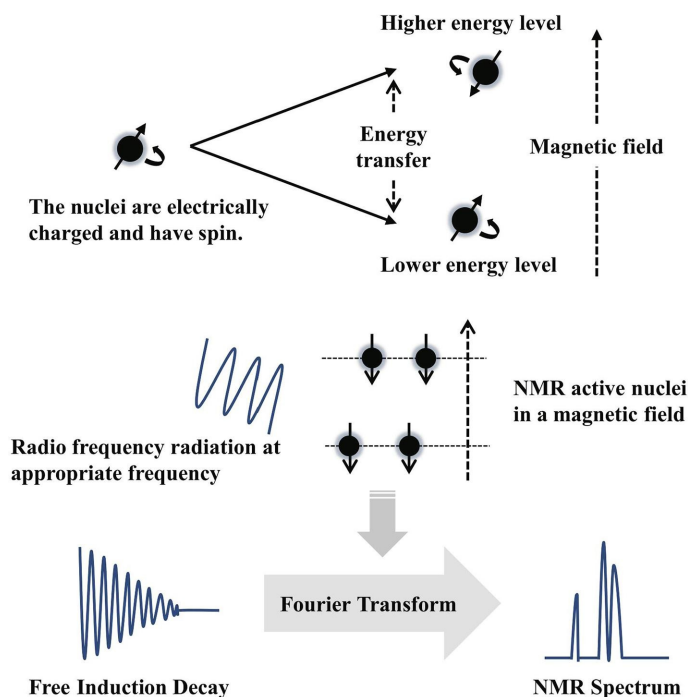 Higher energy level
Energy
transfer
Magnetic field
The nuclei are electrically
charged and have spin.
Lower energy level
NMR active nuclei
in a magnetic field
Radio frequency radiation at
appropriate frequency
Fourier Transform
Free Induction Decay
NMR Spectrum